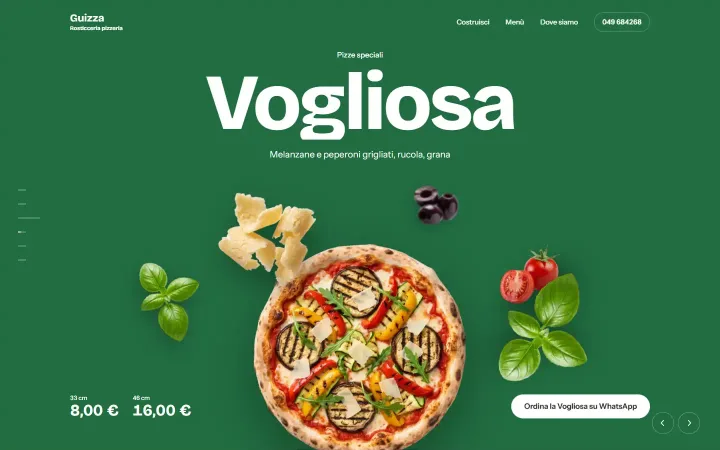 Guizza
Rosticceria pizzeria
Costruisci
Menù
Dove siamo
049 684268
Pizze speciali
Vogliosa
Melanzane e peperoni grigliati, rucola, grana
33 cm
8,00 €
46 cm
16,00 €
Ordina la Vogliosa su WhatsApp